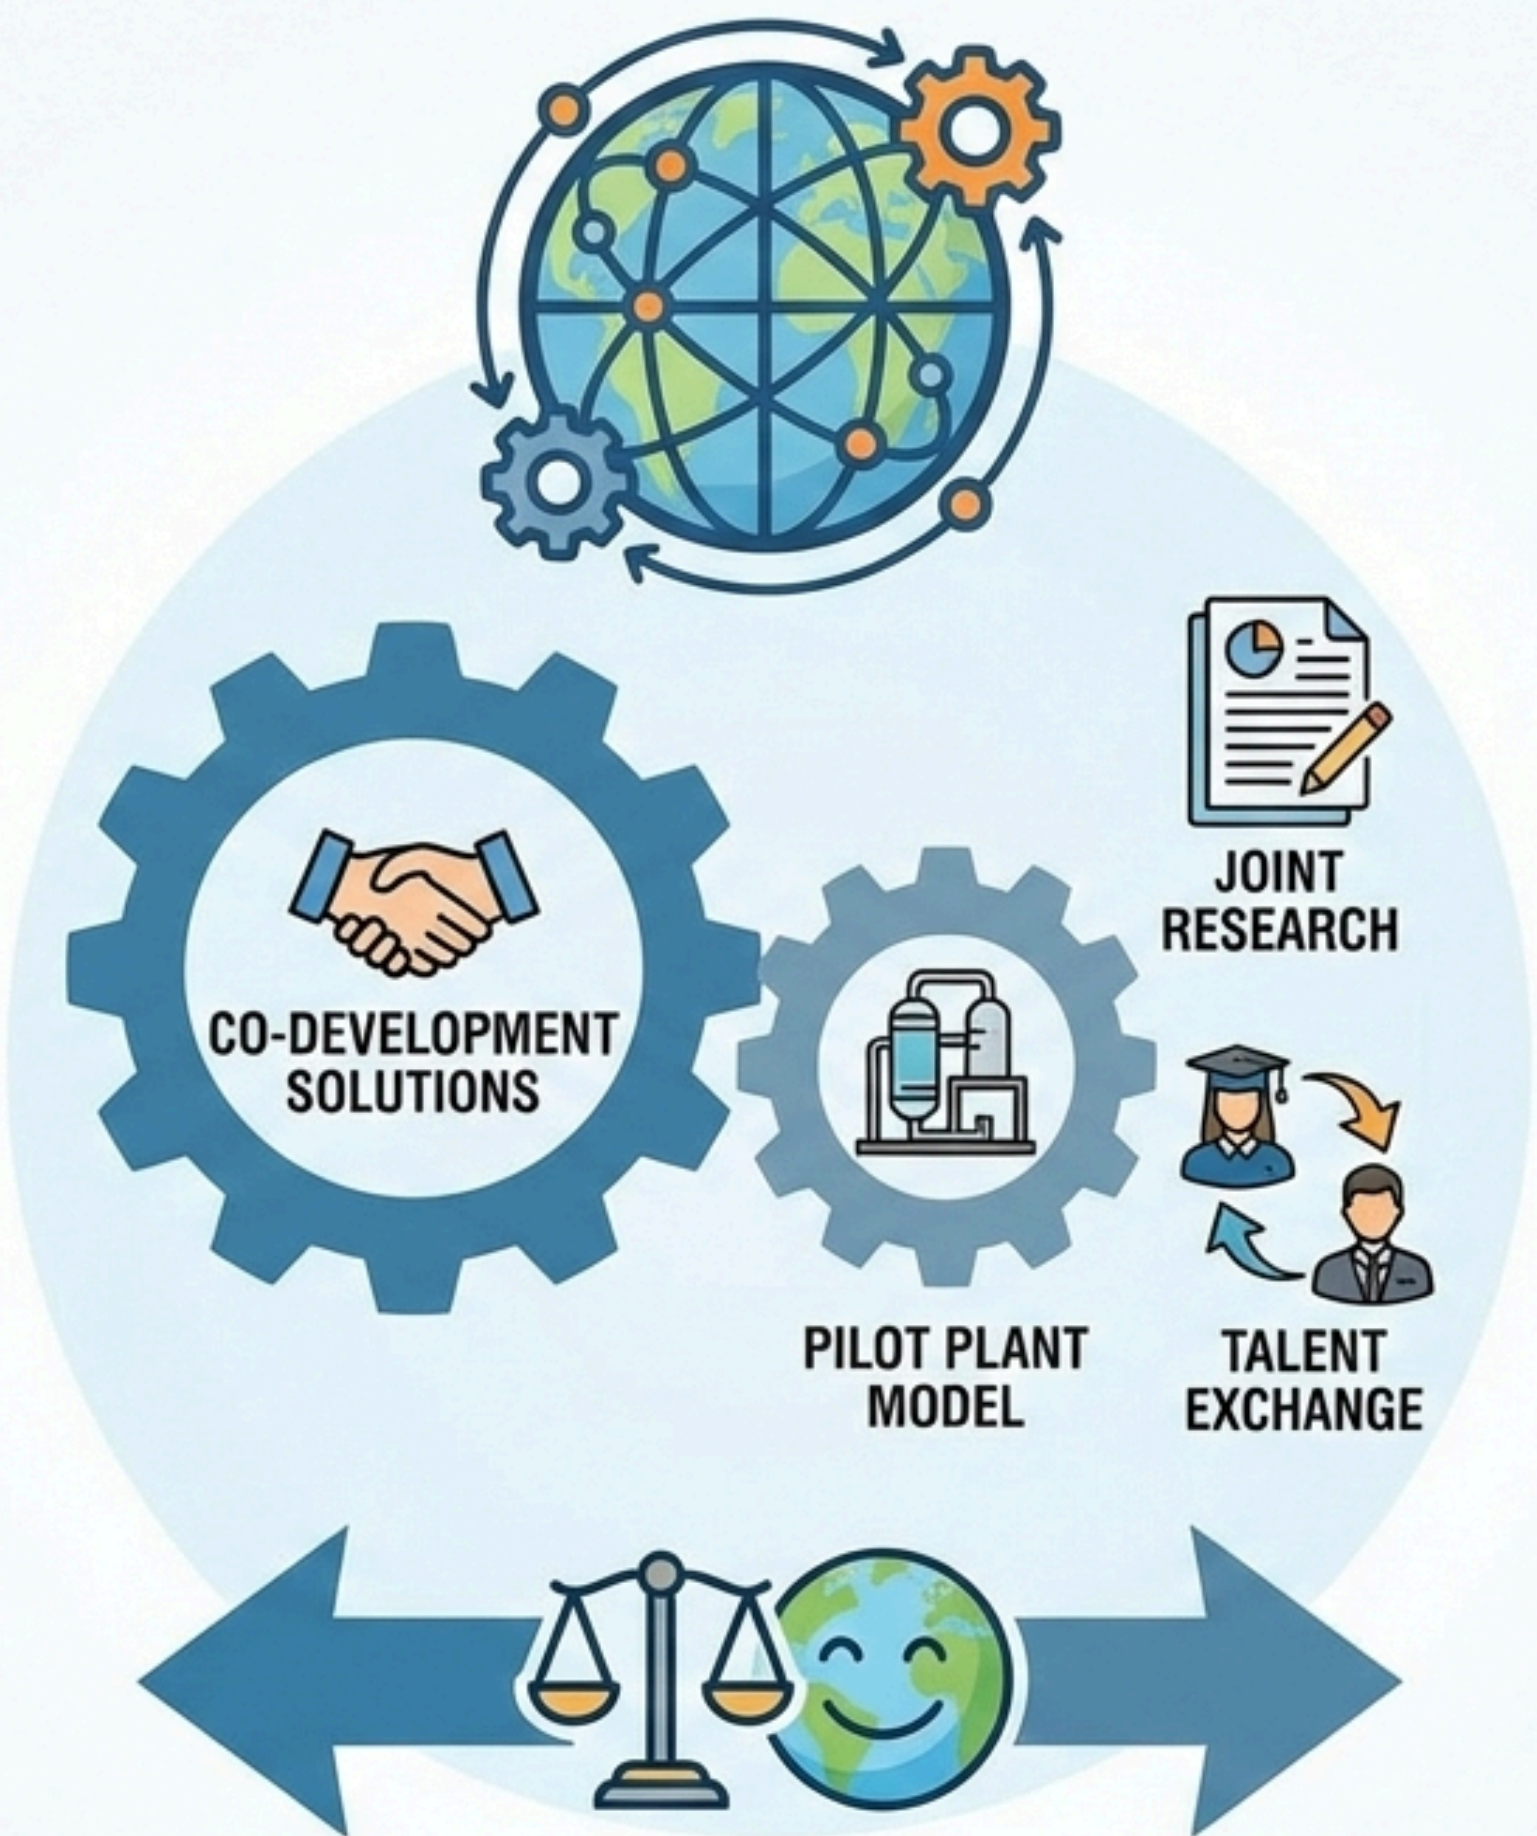 CO-DEVELOPMENT
SOLUTIONS
JOINT
RESEARCH
PILOT PLANT
MODEL
TALENT
EXCHANGE